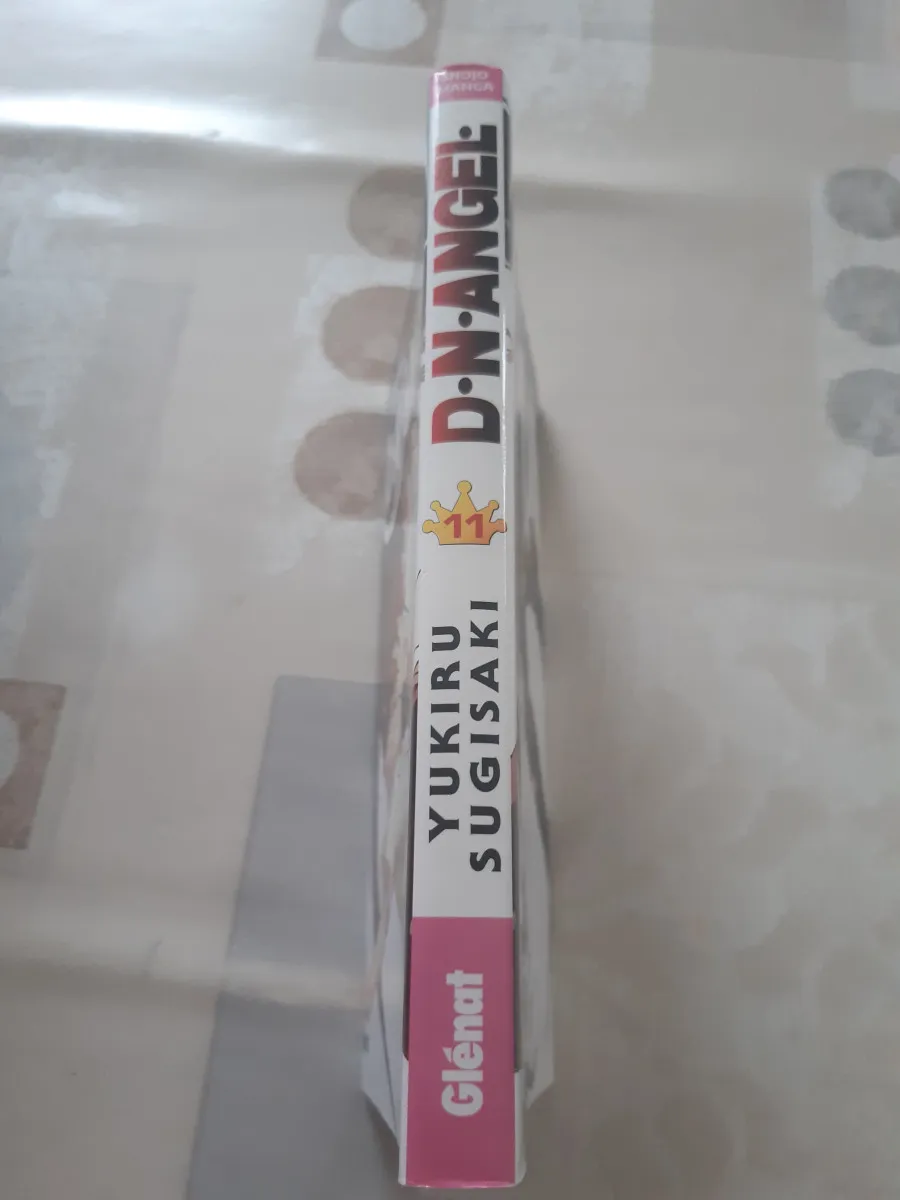 SHOJO
MANGA
D•N•ANGEL•
11
YUKIRU
SUGISAKI
Glénat